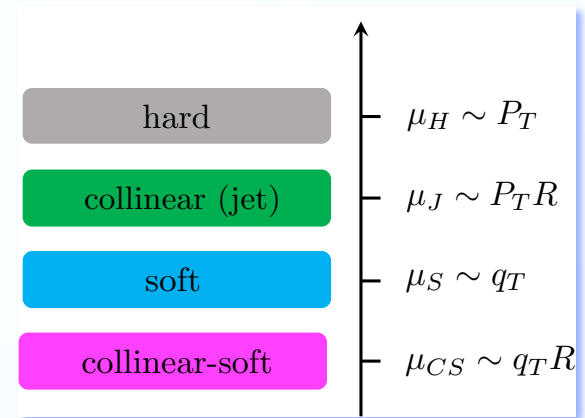 hard μ_H ∼ P_T
collinear (jet) μ_J ∼ P_T R
soft μ_S ∼ q_T
collinear-soft μ_CS ∼ q_T R